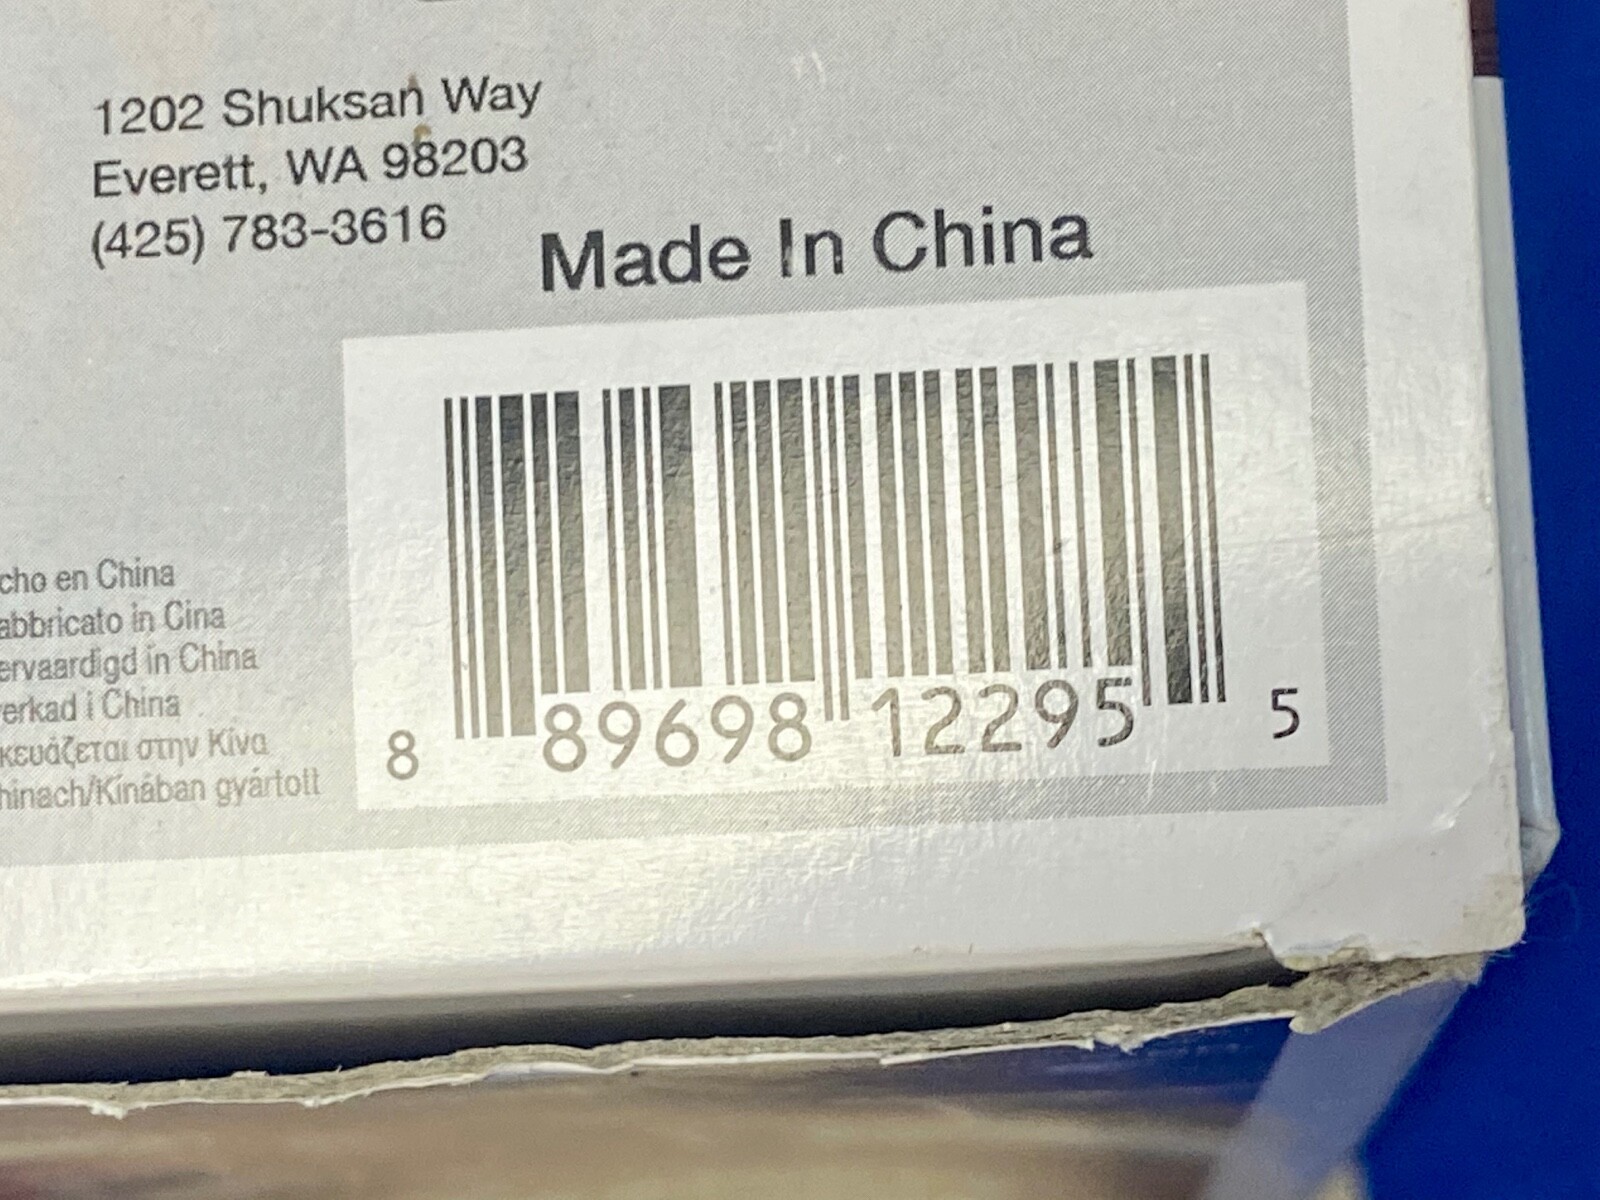 1202 Shuksan Way
Everett, WA 98203
(425) 783-3616
Made In China
cho en China
abbricato in Cina
ervaardigd in China
erkad i China
κευάζεται στην Κίνα
hinach/Kínában gyártott
8 89698 12295 5